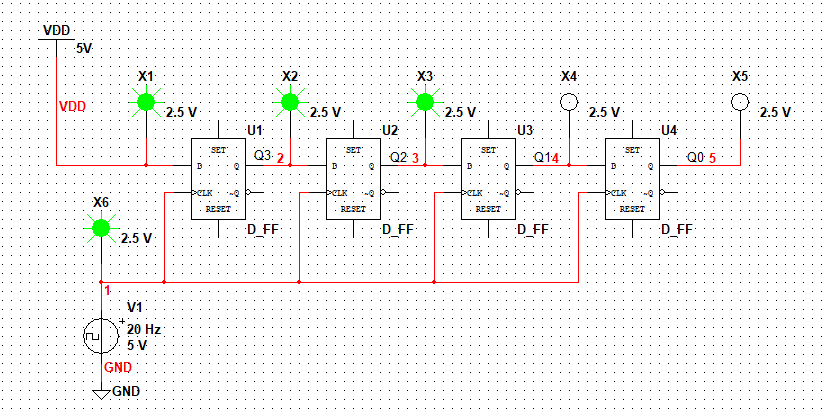 VDD
5V
X1
X2
X3
X4
X5
VDD
2.5 V
2.5 V
2.5 V
2.5 V
2.5 V
U1
U2
U3
U4
SET
SET
SET
SET
D Q Q3 2
D Q Q2 3
D Q Q1 4
D Q Q0 5
CLK ~Q
CLK ~Q
CLK ~Q
CLK ~Q
RESET
RESET
RESET
RESET
D_FF
D_FF
D_FF
D_FF
X6
2.5 V
1
V1
20 Hz
5 V
GND
GND